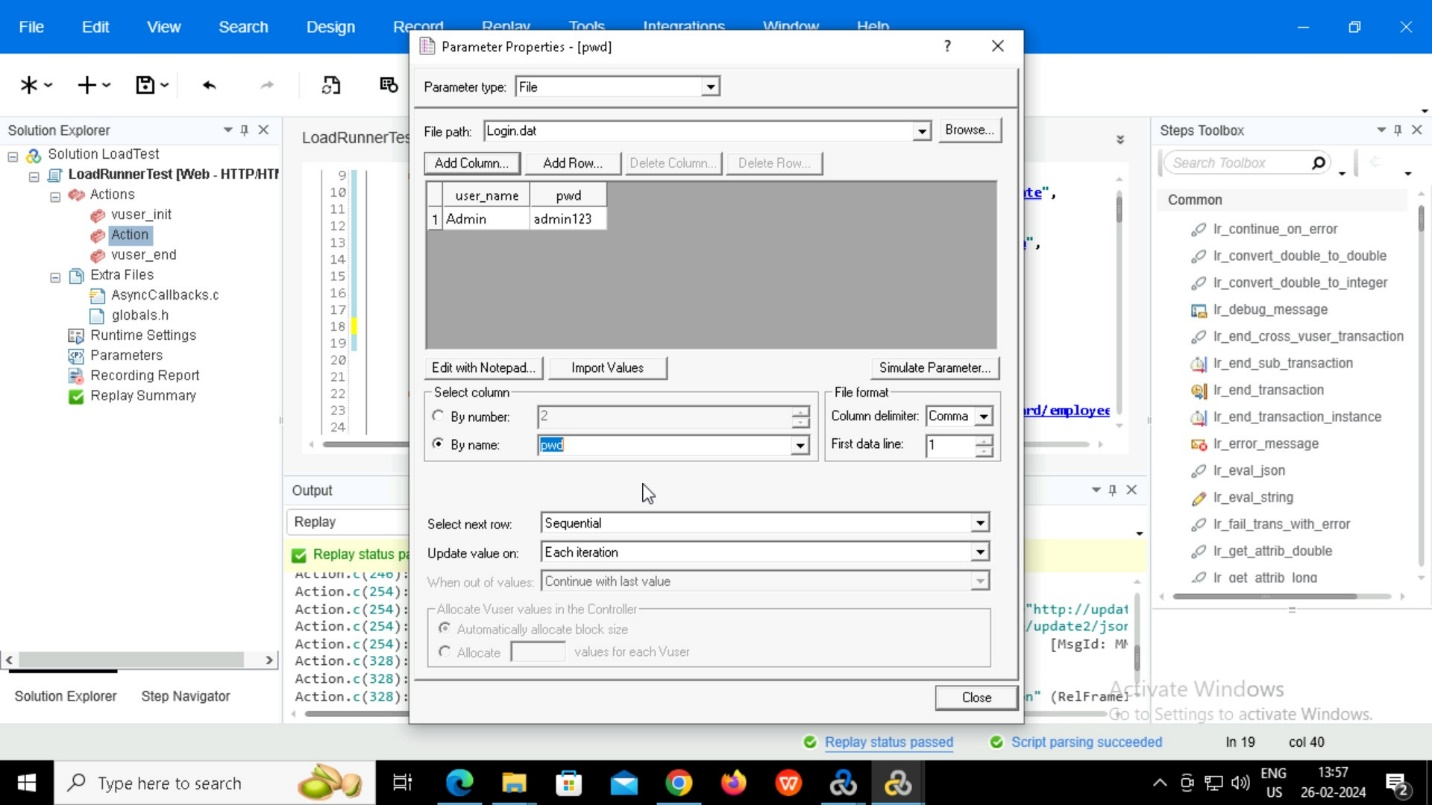 File Edit View Search Design Record Replay Tools Integrations Window Help
Parameter Properties - [pwd]
?
Parameter type: File
File path: Login.dat Browse...
Add Column... Add Row... Delete Column... Delete Row...
user_name pwd
1 Admin admin123
Edit with Notepad... Import Values Simulate Parameter...
Select column
By number: 2
By name: pwd
File format
Column delimiter: Comma
First data line: 1
Select next row: Sequential
Update value on: Each iteration
When out of values: Continue with last value
Allocate Vuser values in the Controller
Automatically allocate block size
Allocate values for each Vuser
Close
Solution Explorer
Solution LoadTest
LoadRunnerTest [Web - HTTP/HTM
Actions
vuser_init
Action
vuser_end
Extra Files
AsyncCallbacks.c
globals.h
Runtime Settings
Parameters
Recording Report
Replay Summary
Solution Explorer Step Navigator
LoadRunnerTes
9
10
11
12
13
14
15
16
17
18
19
20
21
22
23
24
te",
",
rd/employee
Output
Replay
Replay status pa
Action.c(246):
Action.c(254):
Action.c(254):
Action.c(254): "http://updat
Action.c(254): /update2/jsor
Action.c(328): [MsgId: MM
Action.c(328):
Action.c(328): n" (RelFrameI
Steps Toolbox
Search Toolbox
Common
lr_continue_on_error
lr_convert_double_to_double
lr_convert_double_to_integer
lr_debug_message
lr_end_cross_vuser_transaction
lr_end_sub_transaction
lr_end_transaction
lr_end_transaction_instance
lr_error_message
lr_eval_json
lr_eval_string
lr_fail_trans_with_error
lr_get_attrib_double
lr_get_attrib_long
Activate Windows
Go to Settings to activate Windows.
Replay status passed Script parsing succeeded ln 19 col 40
Type here to search
ENG
US
13:57
26-02-2024
2